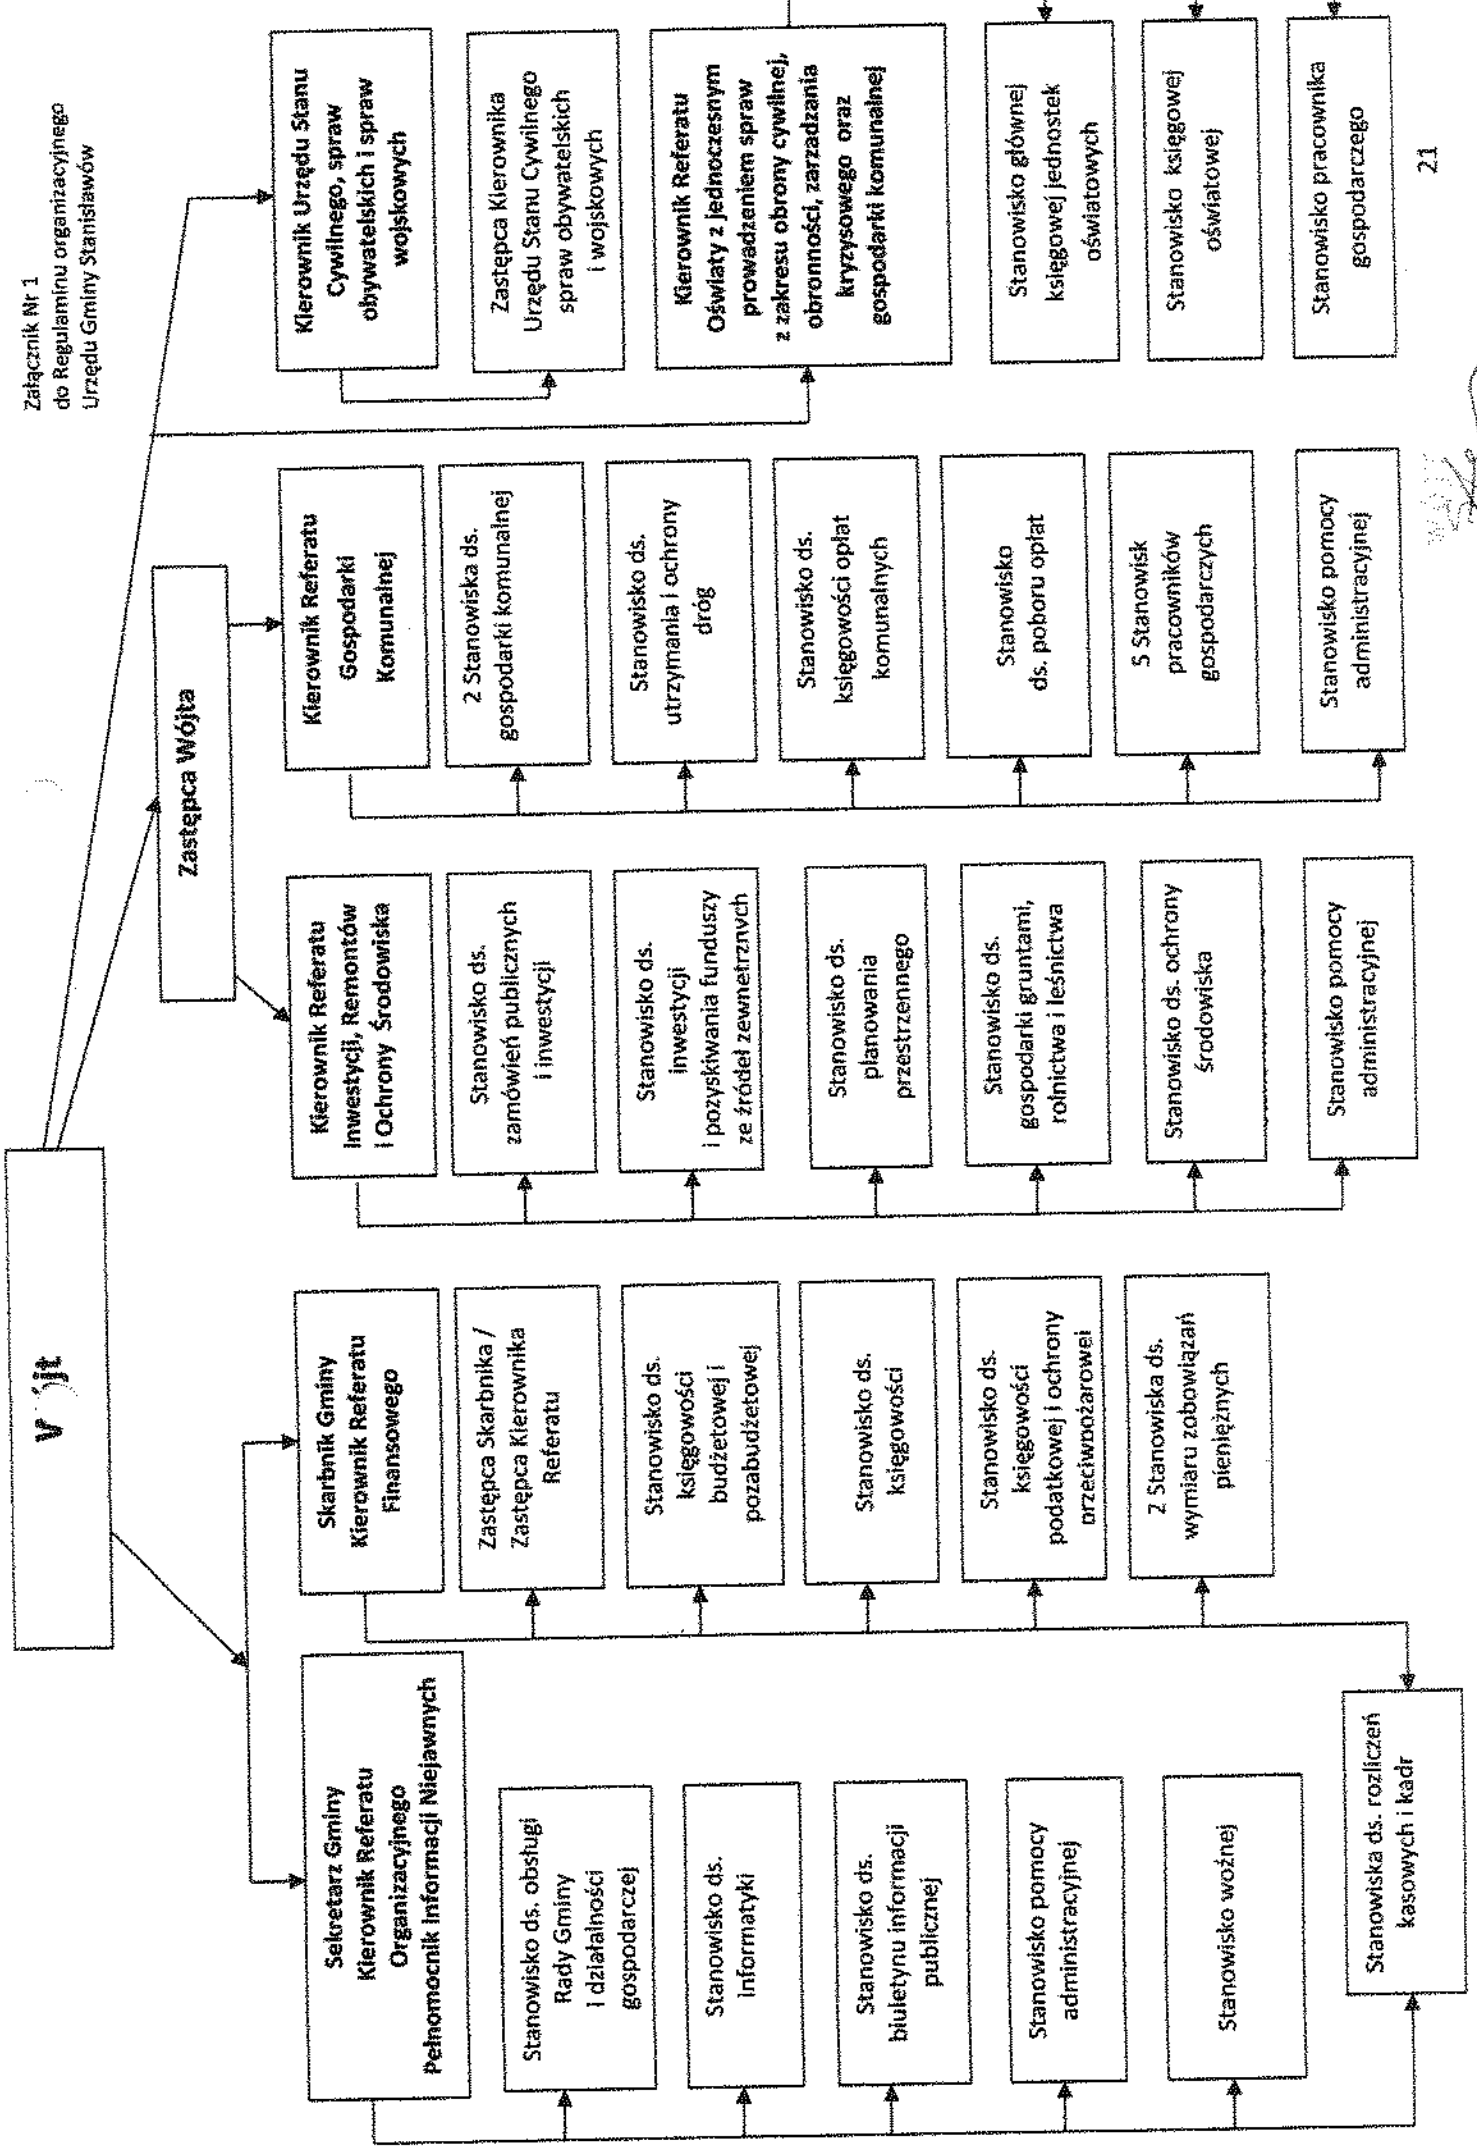 Załącznik Nr 1
do Regulaminu organizacyjnego
Urzędu Gminy Stanisławów
Zastępca Wójta
Sekretarz Gminy
Kierownik Referatu
Organizacyjnego
Pełnomocnik Informacji Niejawnych
Stanowisko ds. obsługi
Rady Gminy
i działalności
gospodarczej
Stanowisko ds.
informatyki
Stanowisko ds.
biuletynu informacji
publicznej
Stanowisko pomocy
administracyjnej
Stanowisko woźnej
Stanowiska ds. rozliczeń
kasowych i kadr
Skarbnik Gminy
Kierownik Referatu
Finansowego
Zastępca Skarbnika /
Zastępca Kierownika
Referatu
Stanowisko ds.
księgowości
budżetowej i
pozabudżetowej
Stanowisko ds.
księgowości
Stanowisko ds.
księgowości
podatkowej i ochrony
przeciwpożarowej
2 Stanowiska ds.
wymiaru zobowiązań
pieniężnych
Kierownik Referatu
Inwestycji, Remontów
i Ochrony Środowiska
Stanowisko ds.
zamówień publicznych
i inwestycji
Stanowisko ds.
inwestycji
i pozyskiwania funduszy
ze źródeł zewnetrznych
Stanowisko ds.
planowania
przestrzennego
Stanowisko ds.
gospodarki gruntami,
rolnictwa i leśnictwa
Stanowisko ds. ochrony
środowiska
Stanowisko pomocy
administracyjnej
Kierownik Referatu
Gospodarki
Komunalnej
2 Stanowiska ds.
gospodarki komunalnej
Stanowisko ds.
utrzymania i ochrony
dróg
Stanowisko ds.
księgowości opłat
komunalnych
Stanowisko
ds. poboru opłat
5 Stanowisk
pracowników
gospodarczych
Stanowisko pomocy
administracyjnej
Kierownik Urzędu Stanu
Cywilnego, spraw
obywatelskich i spraw
wojskowych
Zastępca Kierownika
Urzędu Stanu Cywilnego
spraw obywatelskich
i wojskowych
Kierownik Referatu
Oświaty z jednoczesnym
prowadzeniem spraw
z zakresu obrony cywilnej,
obronności, zarzadzania
kryzysowego oraz
gospodarki komunalnej
Stanowisko głównej
księgowej jednostek
oświatowych
Stanowisko księgowej
oświatowej
Stanowisko pracownika
gospodarczego
21